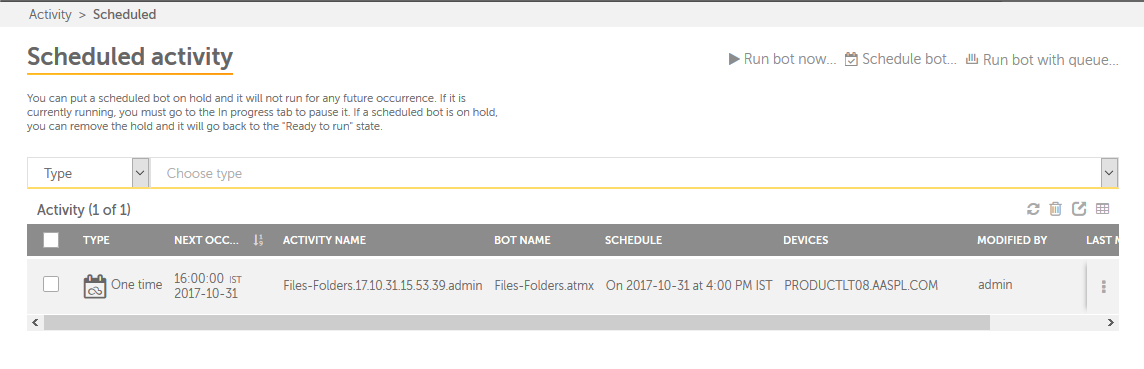 Activity > Scheduled
Scheduled activity
Run bot now... Schedule bot... Run bot with queue...
You can put a scheduled bot on hold and it will not run for any future occurrence. If it is
currently running, you must go to the In progress tab to pause it. If a scheduled bot is on hold,
you can remove the hold and it will go back to the "Ready to run" state.
Type Choose type
Activity (1 of 1)
TYPE NEXT OCC... ACTIVITY NAME BOT NAME SCHEDULE DEVICES MODIFIED BY LAST M
One time 16:00:00 IST Files-Folders.17.10.31.15.53.39.admin Files-Folders.atmx On 2017-10-31 at 4:00 PM IST PRODUCTLT08.AASPL.COM admin
2017-10-31